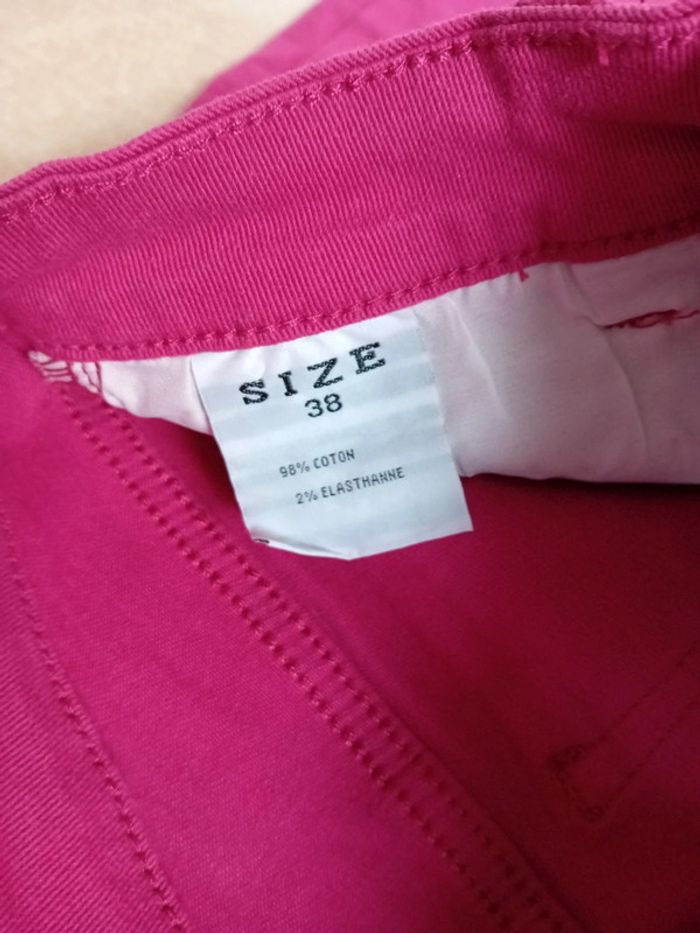 SIZE
38
98% COTON
2% ELASTHANNE